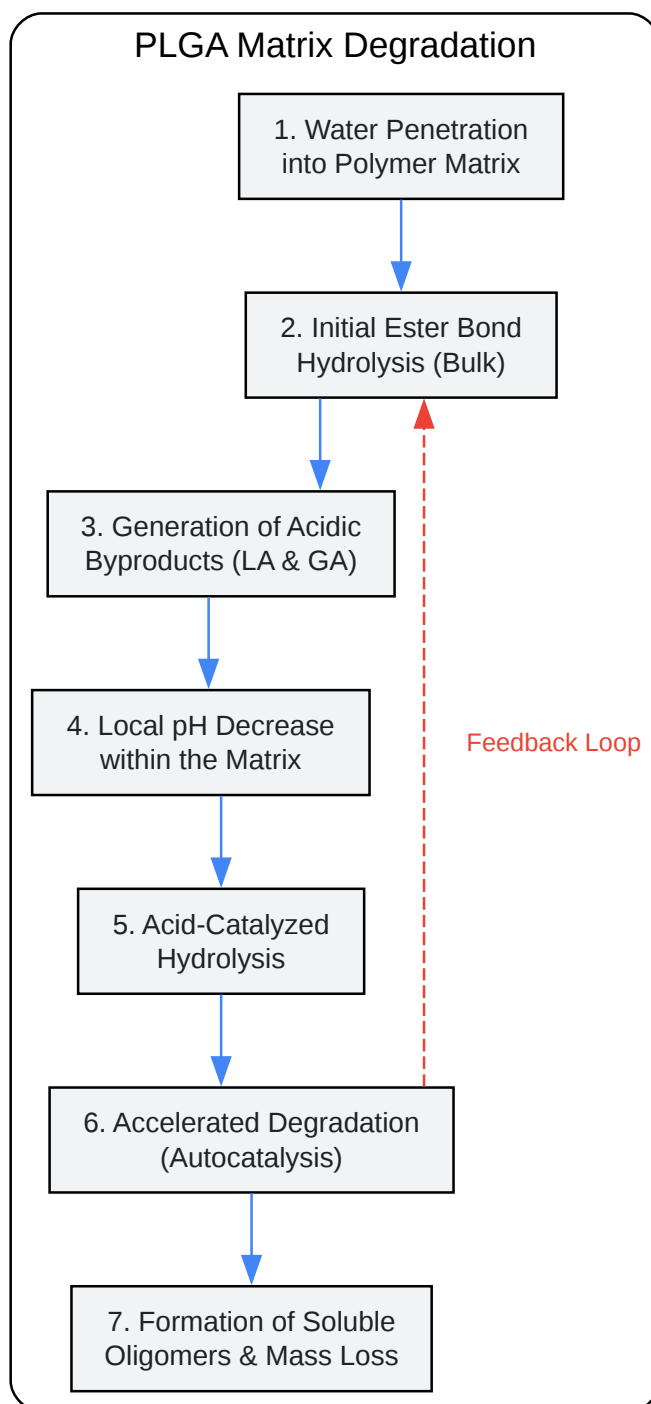 PLGA Matrix Degradation
1. Water Penetration
into Polymer Matrix
2. Initial Ester Bond
Hydrolysis (Bulk)
3. Generation of Acidic
Byproducts (LA & GA)
4. Local pH Decrease
within the Matrix
Feedback Loop
5. Acid-Catalyzed
Hydrolysis
6. Accelerated Degradation
(Autocatalysis)
7. Formation of Soluble
Oligomers & Mass Loss